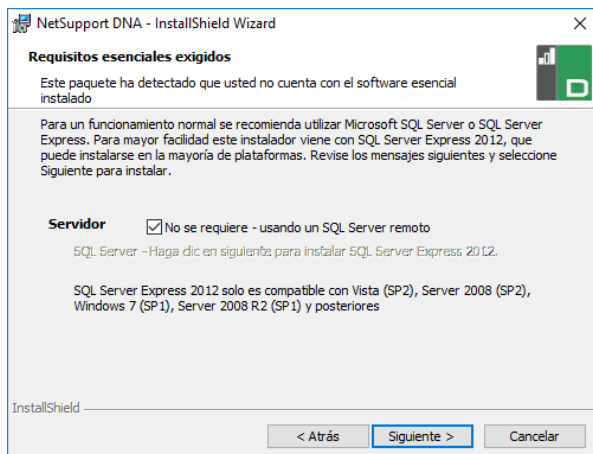 NetSupport DNA - InstallShield Wizard
Requisitos esenciales exigidos
Este paquete ha detectado que usted no cuenta con el software esencial
instalado
D
Para un funcionamiento normal se recomienda utilizar Microsoft SQL Server o SQL Server
Express. Para mayor facilidad este instalador viene con SQL Server Express 2012, que
puede instalarse en la mayoría de plataformas. Revise los mensajes siguientes y seleccione
Siguiente para instalar.
Servidor No se requiere - usando un SQL Server remoto
SQL Server - Haga clic en siguiente para instalar SQL Server Express 2012.
SQL Server Express 2012 solo es compatible con Vista (SP2), Server 2008 (SP2),
Windows 7 (SP1), Server 2008 R2 (SP1) y posteriores
InstallShield
< Atrás Siguiente > Cancelar